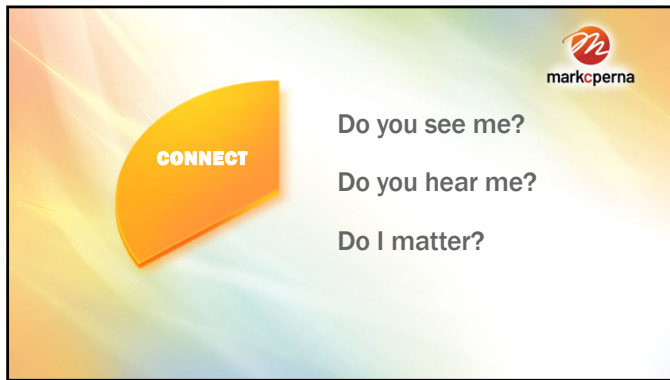 markcperna
CONNECT
Do you see me?
Do you hear me?
Do I matter?